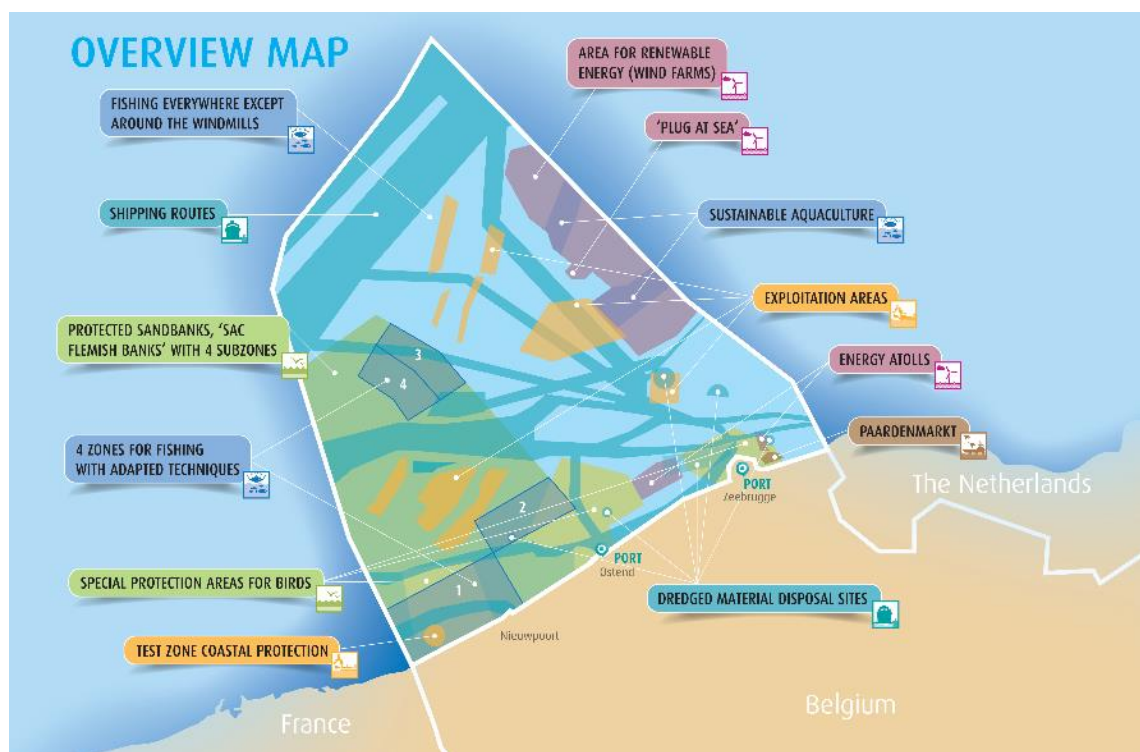 OVERVIEW MAP
AREA FOR RENEWABLE
ENERGY (WIND FARMS)
FISHING EVERYWHERE EXCEPT
AROUND THE WINDMILLS
'PLUG AT SEA'
SHIPPING ROUTES
SUSTAINABLE AQUACULTURE
EXPLOITATION AREAS
PROTECTED SANDBANKS, 'SAC
FLEMISH BANKS' WITH 4 SUBZONES
3
4
ENERGY ATOLLS
PAARDENMARKT
4 ZONES FOR FISHING
WITH ADAPTED TECHNIQUES
The Netherlands
PORT
Zeebrugge
2
PORT
Ostend
SPECIAL PROTECTION AREAS FOR BIRDS
1
DREDGED MATERIAL DISPOSAL SITES
Nieuwpoort
TEST ZONE COASTAL PROTECTION
Belgium
France